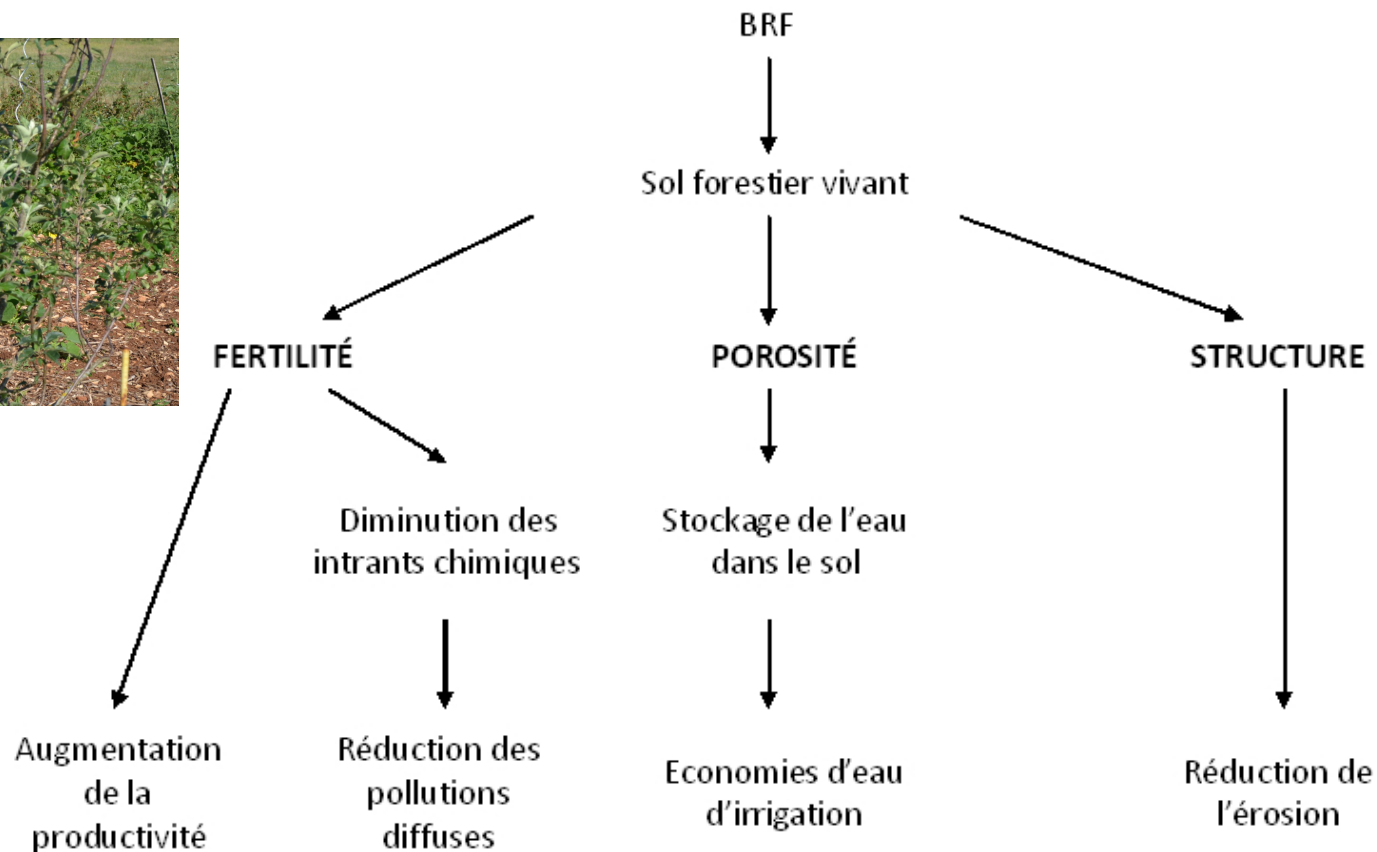 BRF
Sol forestier vivant
FERTILITÉ
POROSITÉ
STRUCTURE
Diminution des
intrants chimiques
Stockage de l'eau
dans le sol
Augmentation
de la
productivité
Réduction des
pollutions
diffuses
Economies d'eau
d'irrigation
Réduction de
l'érosion